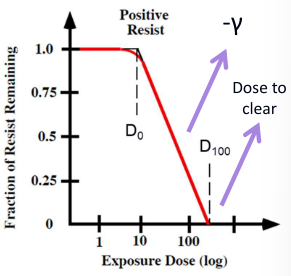 Positive
Resist
-γ
Fraction of Resist Remaining
1.0
0.75
0.5
0.25
0
D0
D100
Dose to
clear
1
10
100
Exposure Dose (log)